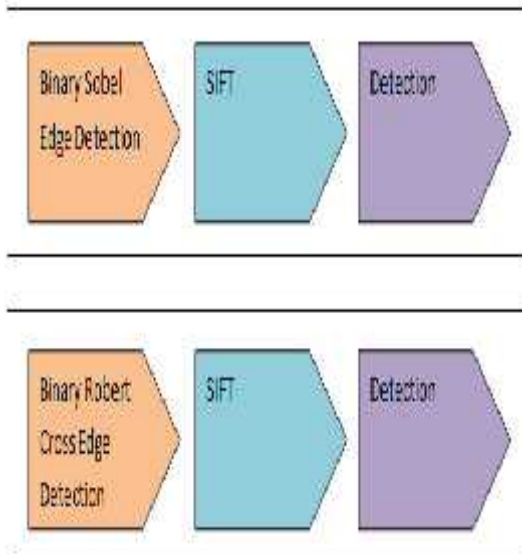 Binary Sobel
Edge Detection
SIFT
Detection
Binary Robert
Cross Edge
Detection
SIFT
Detection